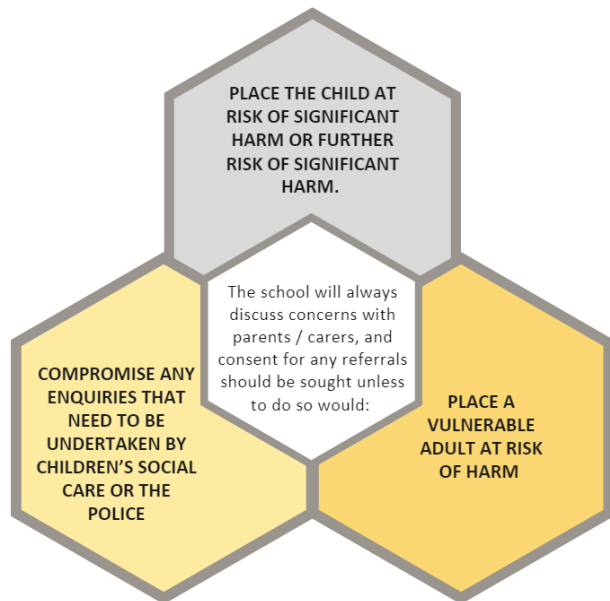 PLACE THE CHILD AT
RISK OF SIGNIFICANT
HARM OR FURTHER
RISK OF SIGNIFICANT
HARM.
The school will always
discuss concerns with
parents / carers, and
consent for any referrals
should be sought unless
to do so would:
COMPROMISE ANY
ENQUIRIES THAT
NEED TO BE
UNDERTAKEN BY
CHILDREN’S SOCIAL
CARE OR THE
POLICE
PLACE A
VULNERABLE
ADULT AT RISK
OF HARM